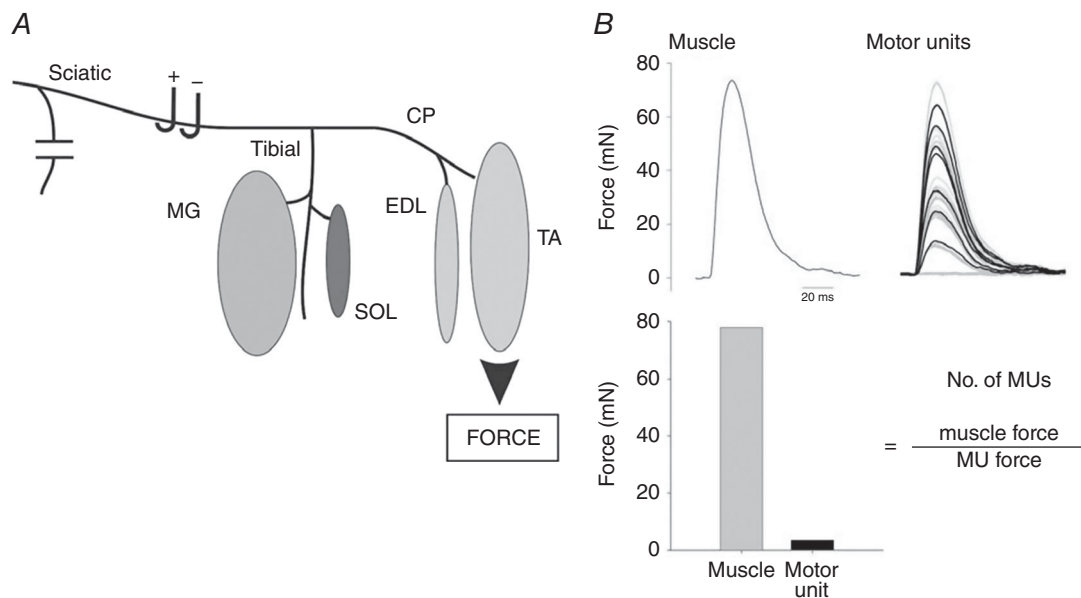 A
Sciatic
+ –
CP
Tibial
MG
EDL
TA
SOL
FORCE
B
Muscle
Motor units
80
60
40
20
0
Force (mN)
20 ms
80
60
40
20
0
Force (mN)
Muscle
Motor
unit
No. of MUs
=
muscle force
MU force